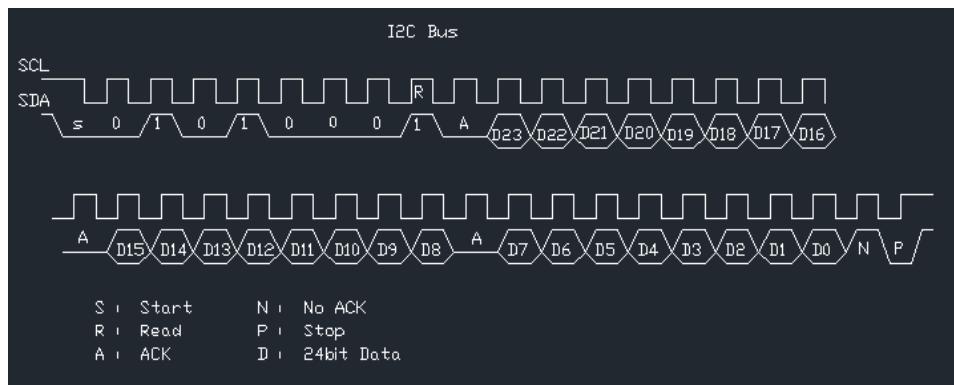 I2C Bus
SCL
R
SDA
s 0 1 0 1 0 0 0 1 A D23 D22 D21 D20 D19 D18 D17 D16
A D15 D14 D13 D12 D11 D10 D9 D8 A D7 D6 D5 D4 D3 D2 D1 D0 N P
S : Start N : No ACK
R : Read P : Stop
A : ACK D : 24bit Data